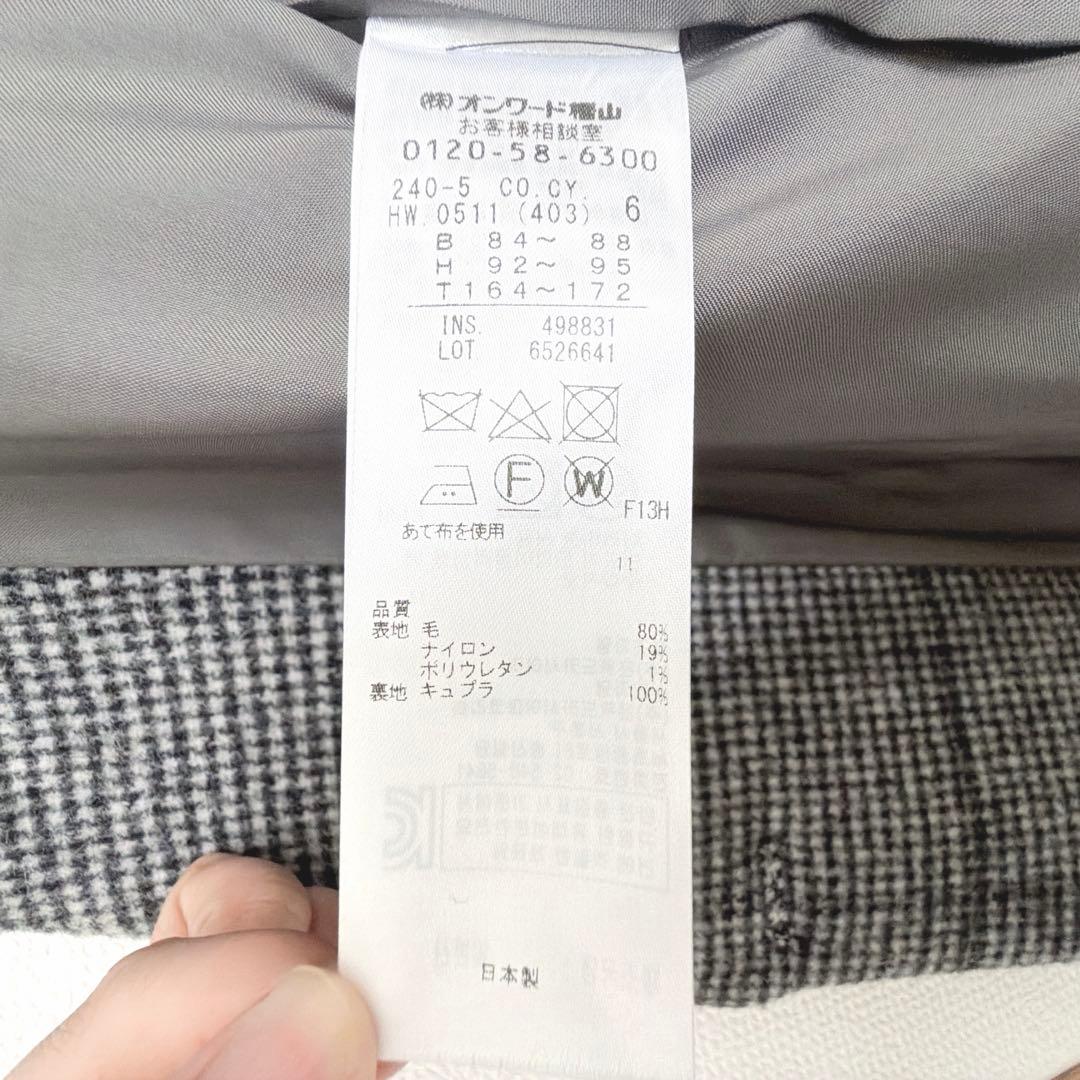 (株)オンワード樫山
お客様相談室
0120-58-6300
240-5 CO.CY.
HW.0511 (403) 6
B 84～ 88
H 92～ 95
T164～172
INS. 498831
LOT 6526641
F W
F13H
あて布を使用
11
品質
表地 毛 80%
ナイロン 19%
ポリウレタン 1%
裏地 キュプラ 100%
日本製